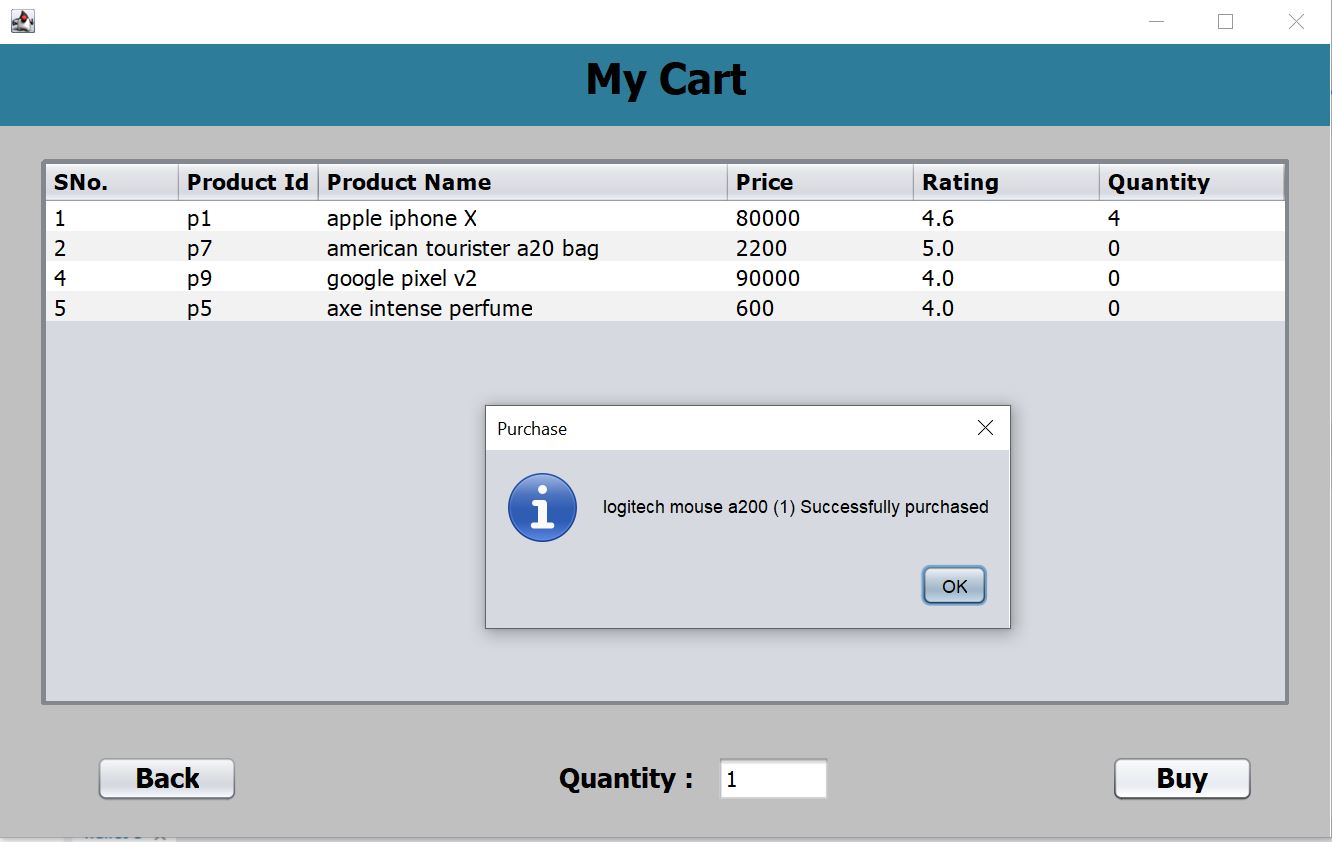 My Cart
SNo. Product Id Product Name Price Rating Quantity
1 p1 apple iphone X 80000 4.6 4
2 p7 american tourister a20 bag 2200 5.0 0
4 p9 google pixel v2 90000 4.0 0
5 p5 axe intense perfume 600 4.0 0
Purchase
logitech mouse a200 (1) Successfully purchased
OK
Back Quantity : 1 Buy